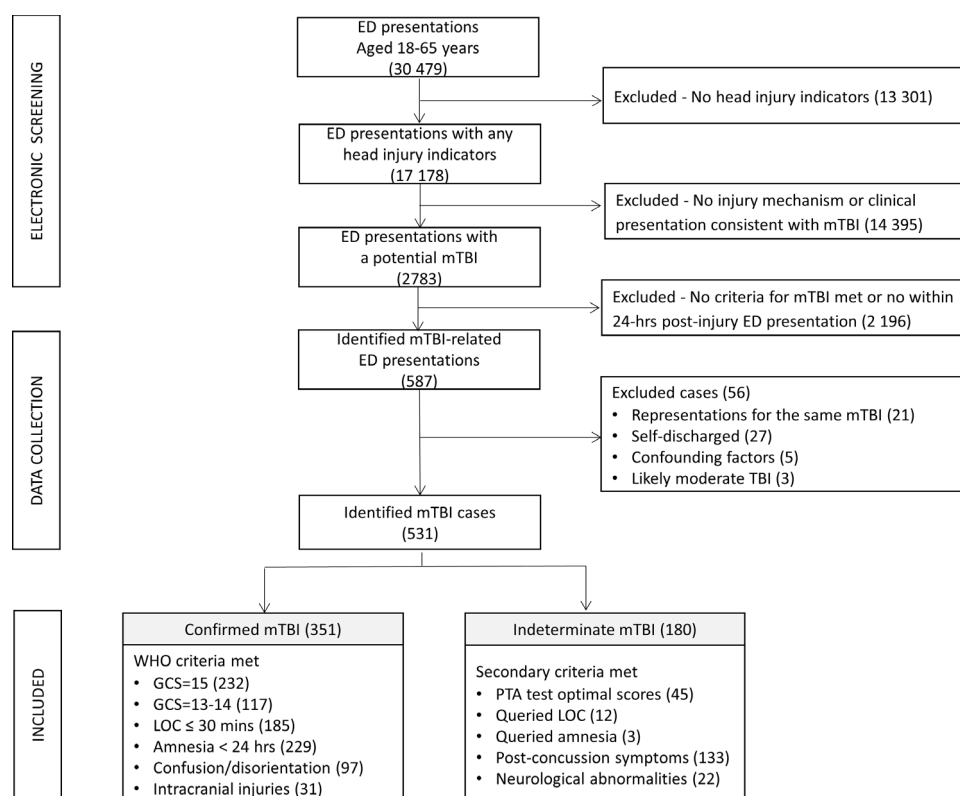 ELECTRONIC SCREENING
ED presentations
Aged 18-65 years
(30 479)
Excluded - No head injury indicators (13 301)
ED presentations with any
head injury indicators
(17 178)
Excluded - No injury mechanism or clinical
presentation consistent with mTBI (14 395)
ED presentations with
a potential mTBI
(2783)
Excluded - No criteria for mTBI met or no within
24-hrs post-injury ED presentation (2 196)
DATA COLLECTION
Identified mTBI-related
ED presentations
(587)
Excluded cases (56)
• Representations for the same mTBI (21)
• Self-discharged (27)
• Confounding factors (5)
• Likely moderate TBI (3)
Identified mTBI cases
(531)
INCLUDED
Confirmed mTBI (351)
WHO criteria met
• GCS=15 (232)
• GCS=13-14 (117)
• LOC ≤ 30 mins (185)
• Amnesia < 24 hrs (229)
• Confusion/disorientation (97)
• Intracranial injuries (31)
Indeterminate mTBI (180)
Secondary criteria met
• PTA test optimal scores (45)
• Queried LOC (12)
• Queried amnesia (3)
• Post-concussion symptoms (133)
• Neurological abnormalities (22)